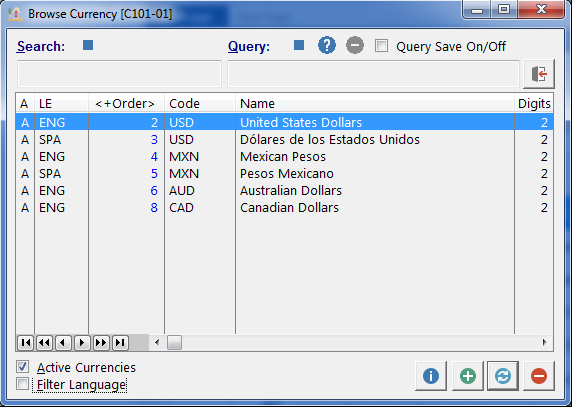 Browse Currency [C101-01]
Search: Query: Query Save On/Off
A LE <+Order> Code Name Digits
A ENG 2 USD United States Dollars 2
A SPA 3 USD Dólares de los Estados Unidos 2
A ENG 4 MXN Mexican Pesos 2
A SPA 5 MXN Pesos Mexicano 2
A ENG 6 AUD Australian Dollars 2
A ENG 8 CAD Canadian Dollars 2
Active Currencies
Filter Language